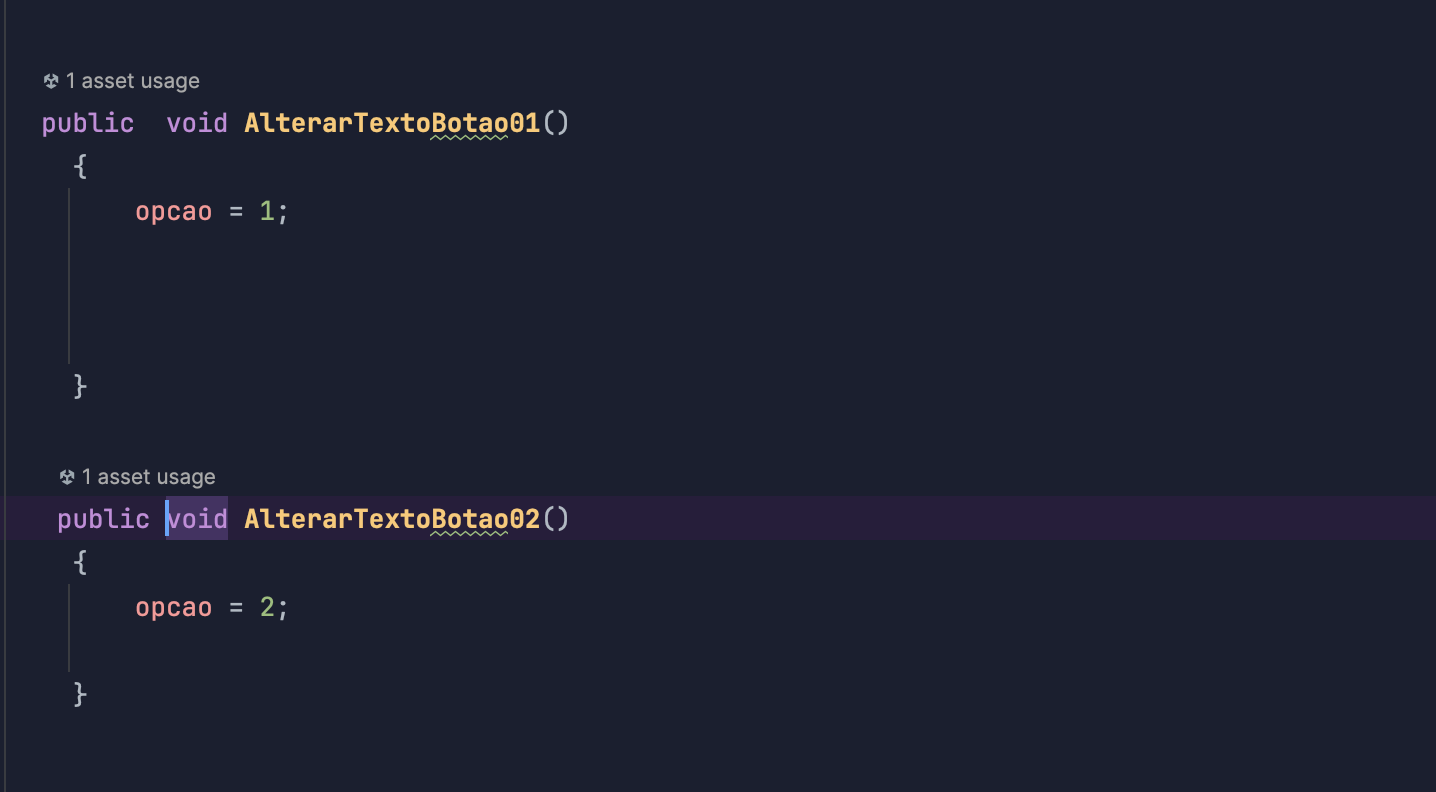 1 asset usage
public  void AlterarTextoBotao01()
{
opcao = 1;
}
1 asset usage
public void AlterarTextoBotao02()
{
opcao = 2;
}